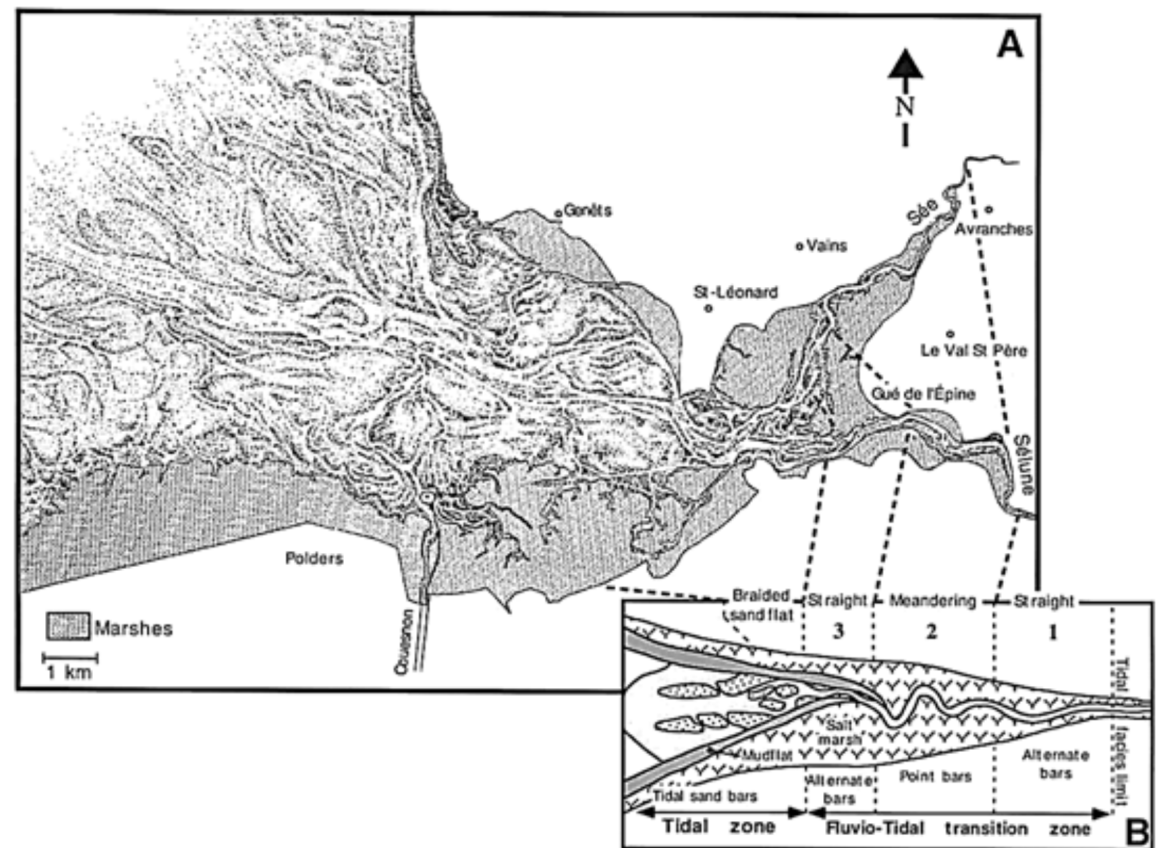 A
N
Genêts
Sée
Avranches
Vains
St-Léonard
Le Val St Père
Gué de l'Épine
Sélune
Polders
Couesnon
Marshes
1 km
Braided
sandflat
Straight
Meandering
Straight
3
2
1
Tidal facies limit
Salt
marsh
Mudflat
Tidal sand bars
Alternate
bars
Point bars
Alternate
bars
Tidal zone
Fluvio-Tidal transition zone
B